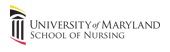 UNIVERSITY of MARYLAND
SCHOOL OF NURSING